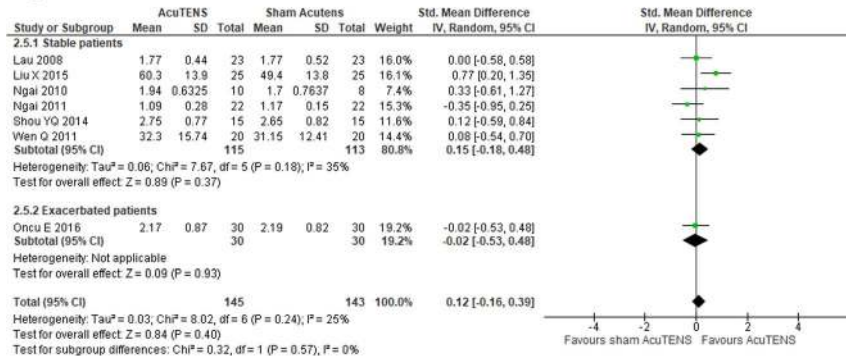 AcuTENS Sham Acutens Std. Mean Difference Std. Mean Difference
Study or Subgroup Mean SD Total Mean SD Total Weight IV, Random, 95% CI IV, Random, 95% CI
2.5.1 Stable patients
Lau 2008 1.77 0.44 23 1.77 0.52 23 16.0% 0.00 [-0.58, 0.58]
Liu X 2015 60.3 13.9 25 49.4 13.8 25 16.1% 0.77 [0.20, 1.35]
Ngai 2010 1.94 0.6325 10 1.7 0.7637 8 7.4% 0.33 [-0.61, 1.27]
Ngai 2011 1.09 0.28 22 1.17 0.15 22 15.3% -0.35 [-0.95, 0.25]
Shou YQ 2014 2.75 0.77 15 2.65 0.82 15 11.6% 0.12 [-0.59, 0.84]
Wen Q 2011 32.3 15.74 20 31.15 12.41 20 14.4% 0.08 [-0.54, 0.70]
Subtotal (95% CI) 115 113 80.8% 0.15 [-0.18, 0.48]
Heterogeneity: Tau² = 0.06; Chi² = 7.67, df = 5 (P = 0.18); I² = 35%
Test for overall effect: Z = 0.89 (P = 0.37)
2.5.2 Exacerbated patients
Oncu E 2016 2.17 0.87 30 2.19 0.82 30 19.2% -0.02 [-0.53, 0.48]
Subtotal (95% CI) 30 30 19.2% -0.02 [-0.53, 0.48]
Heterogeneity: Not applicable
Test for overall effect: Z = 0.09 (P = 0.93)
Total (95% CI) 145 143 100.0% 0.12 [-0.16, 0.39]
Heterogeneity: Tau² = 0.03; Chi² = 8.02, df = 6 (P = 0.24); I² = 25%
Test for overall effect: Z = 0.84 (P = 0.40)
Test for subgroup differences: Chi² = 0.32, df = 1 (P = 0.57), I² = 0%
-4 -2 0 2 4
Favours sham AcuTENS Favours AcuTENS